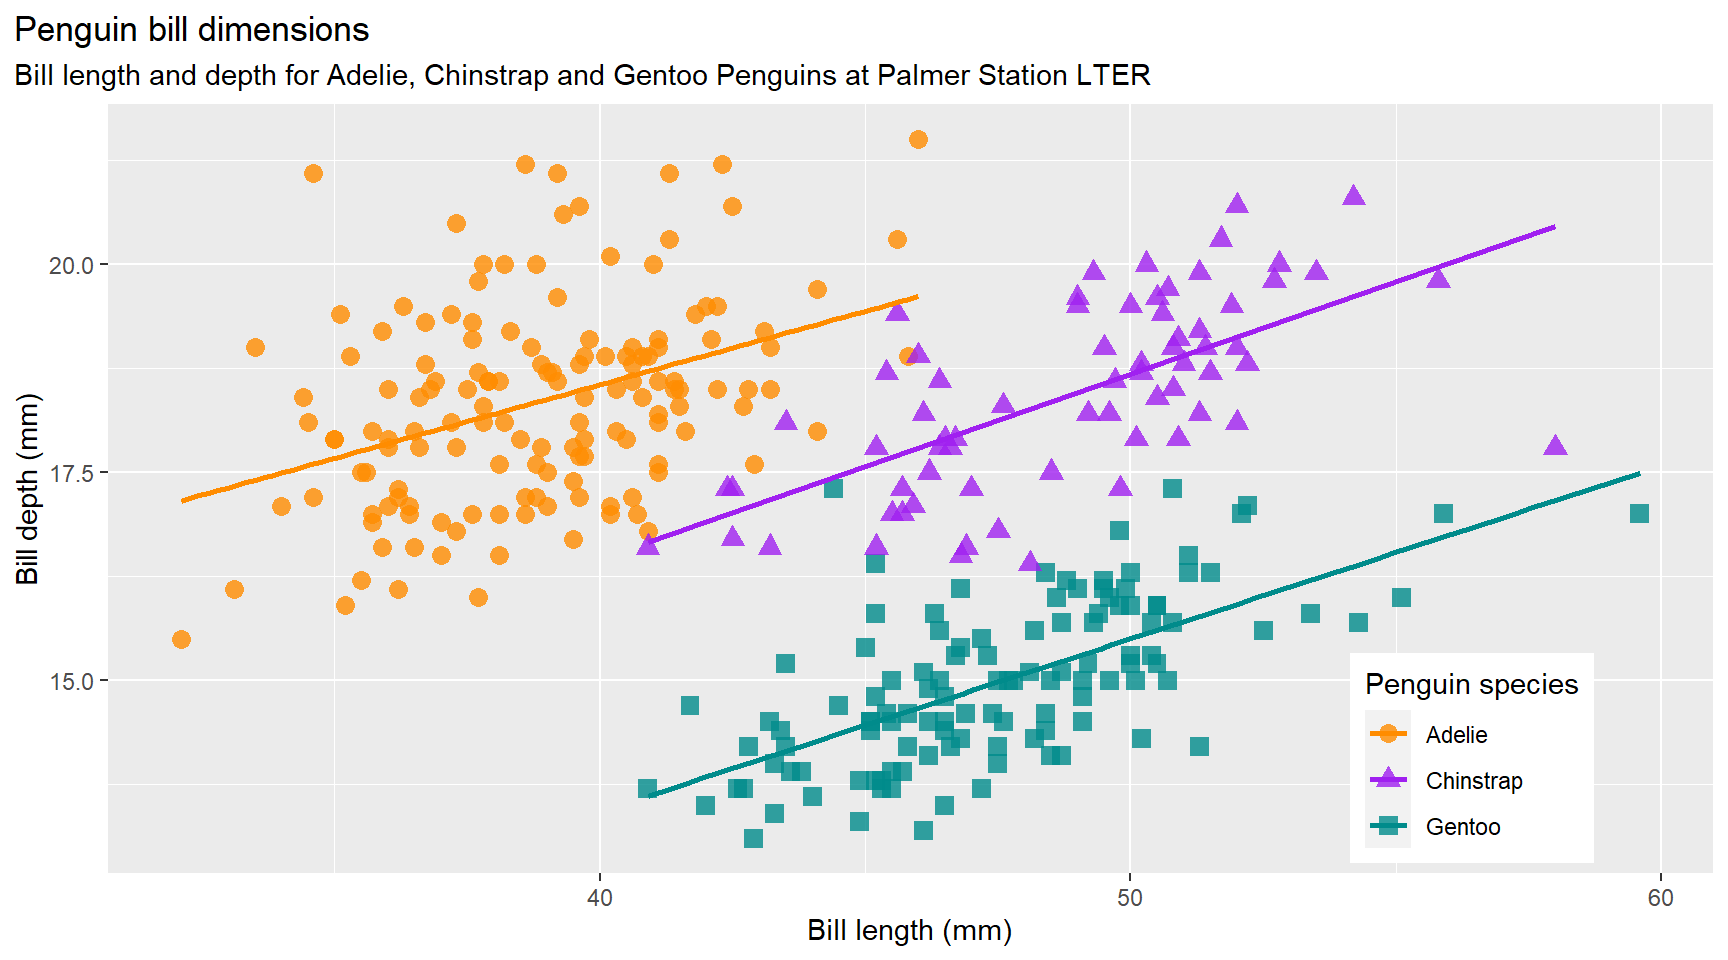 Penguin bill dimensions
Bill length and depth for Adelie, Chinstrap and Gentoo Penguins at Palmer Station LTER
Bill depth (mm)
20.0
17.5
15.0
Penguin species
Adelie
Chinstrap
Gentoo
40 50 60
Bill length (mm)